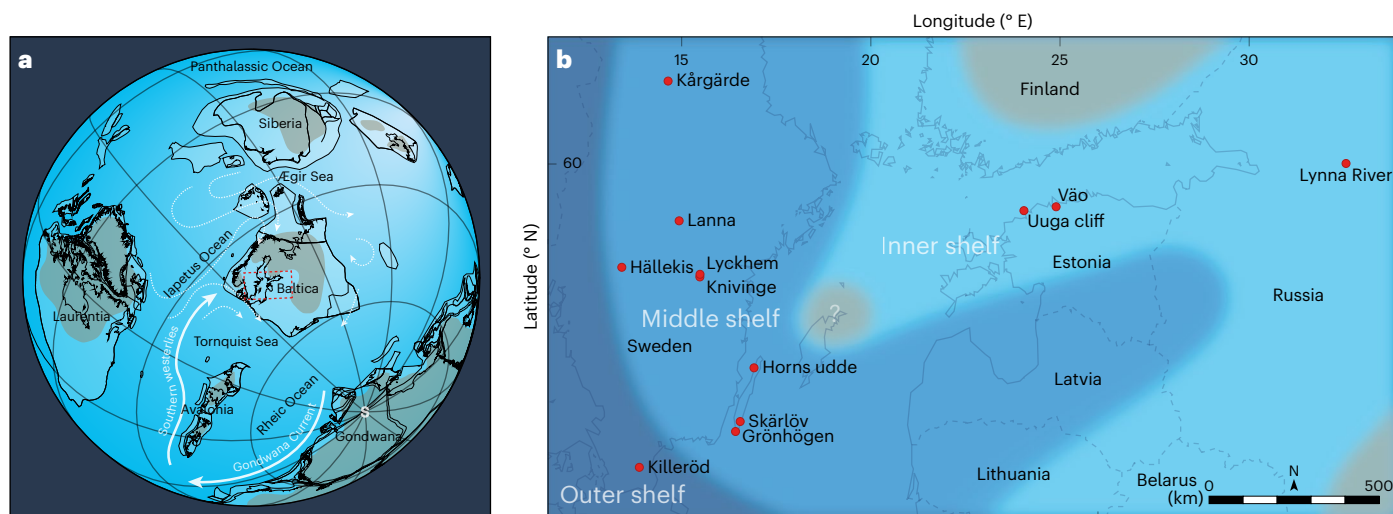 a
Panthalassic Ocean
Siberia
Ægir Sea
Iapetus Ocean
Baltica
Laurentia
Tornquist Sea
Southern westerlies
Avalonia
Rheic Ocean
S
Gondwana
Gondwana Current
Longitude (° E)
b
15
20
25
30
Kårgärde
Finland
60
Lynna River
Väo
Uuga cliff
Lanna
Inner shelf
Estonia
Hällekis
Lyckhem
Knivinge
Latitude (° N)
Russia
Middle shelf
?
Sweden
Horns udde
Latvia
Skärlöv
Grönhögen
Killeröd
Lithuania
Belarus
N
Outer shelf
(km)
0
500